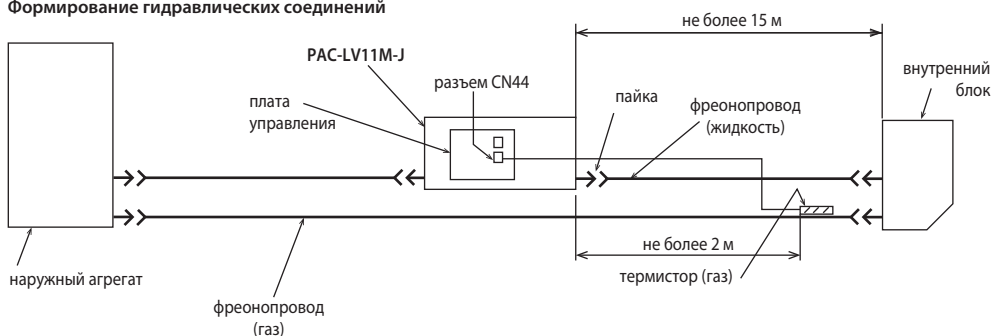 Формирование гидравлических соединений
не более 15 м
PAC-LV11M-J
разъем CN44
внутренний
блок
плата
управления
пайка
фреонопровод
(жидкость)
не более 2 м
термистор (газ)
наружный агрегат
фреонопровод
(газ)